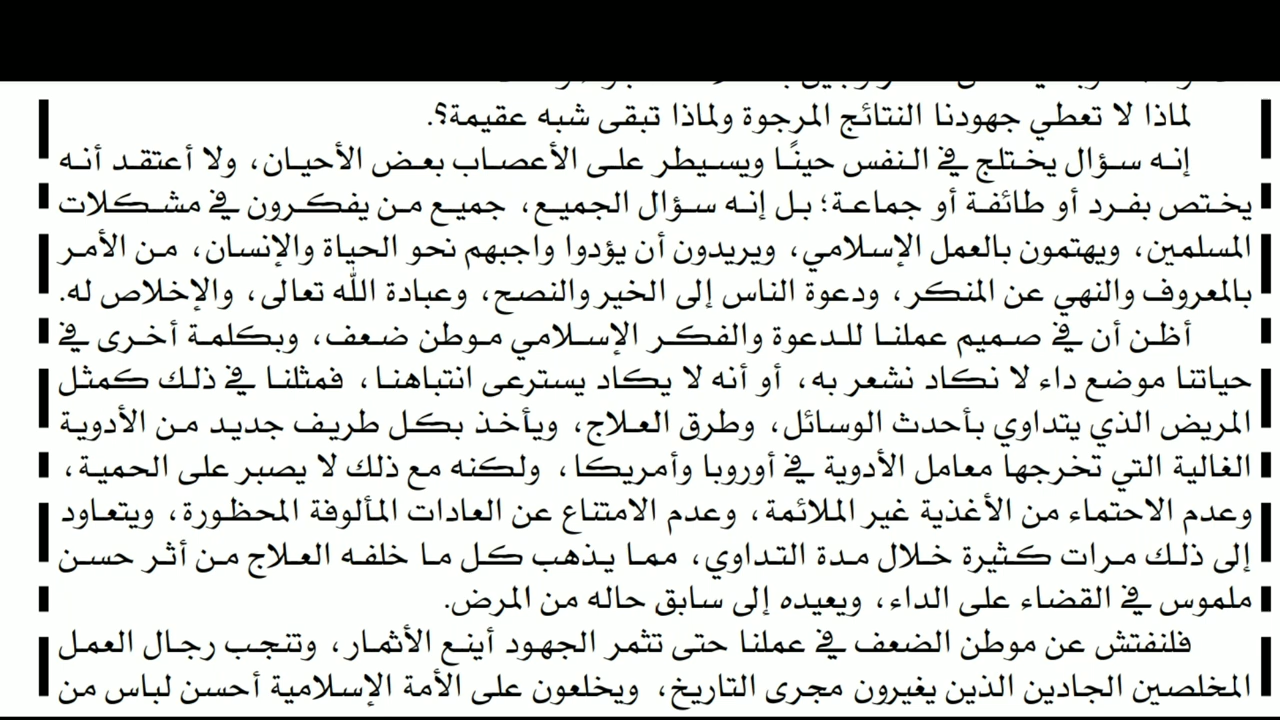 لماذا لا تعطي جهودنا النتائج المرجوة ولماذا تبقى شبه عقيمة؟.
إنه سؤال يختلج في النفس حينًا ويسيطر على الأعصاب بعض الأحيان، ولا أعتقد أنه
يختص بفرد أو طائفة أو جماعة؛ بل إنه سؤال الجميع، جميع من يفكرون في مشكلات
المسلمين، ويهتمون بالعمل الإسلامي، ويريدون أن يؤدوا واجبهم نحو الحياة والإنسان، من الأمر
بالمعروف والنهي عن المنكر، ودعوة الناس إلى الخير والنصح، وعبادة الله تعالى، والإخلاص له.
أظن أن في صميم عملنا للدعوة والفكر الإسلامي موطن ضعف، وبكلمة أخرى في
حياتنا موضع داء لا نكاد نشعر به، أو أنه لا يكاد يسترعى انتباهنا، فمثلنا في ذلك كمثل
المريض الذي يتداوي بأحدث الوسائل، وطرق العلاج، ويأخذ بكل طريف جديد من الأدوية
الغالية التي تخرجها معامل الأدوية في أوروبا وأمريكا، ولكنه مع ذلك لا يصبر على الحمية،
وعدم الاحتماء من الأغذية غير الملائمة، وعدم الامتناع عن العادات المألوفة المحظورة، ويتعاود
إلى ذلك مرات كثيرة خلال مدة التداوي، مما يذهب كل ما خلفه العلاج من أثر حسن
ملموس في القضاء على الداء، ويعيده إلى سابق حاله من المرض.
فلنفتش عن موطن الضعف في عملنا حتى تثمر الجهود أينع الأثمار، وتنجب رجال العمل
المخلصين الجادين الذين يغيرون مجرى التاريخ، ويخلعون على الأمة الإسلامية أحسن لباس من